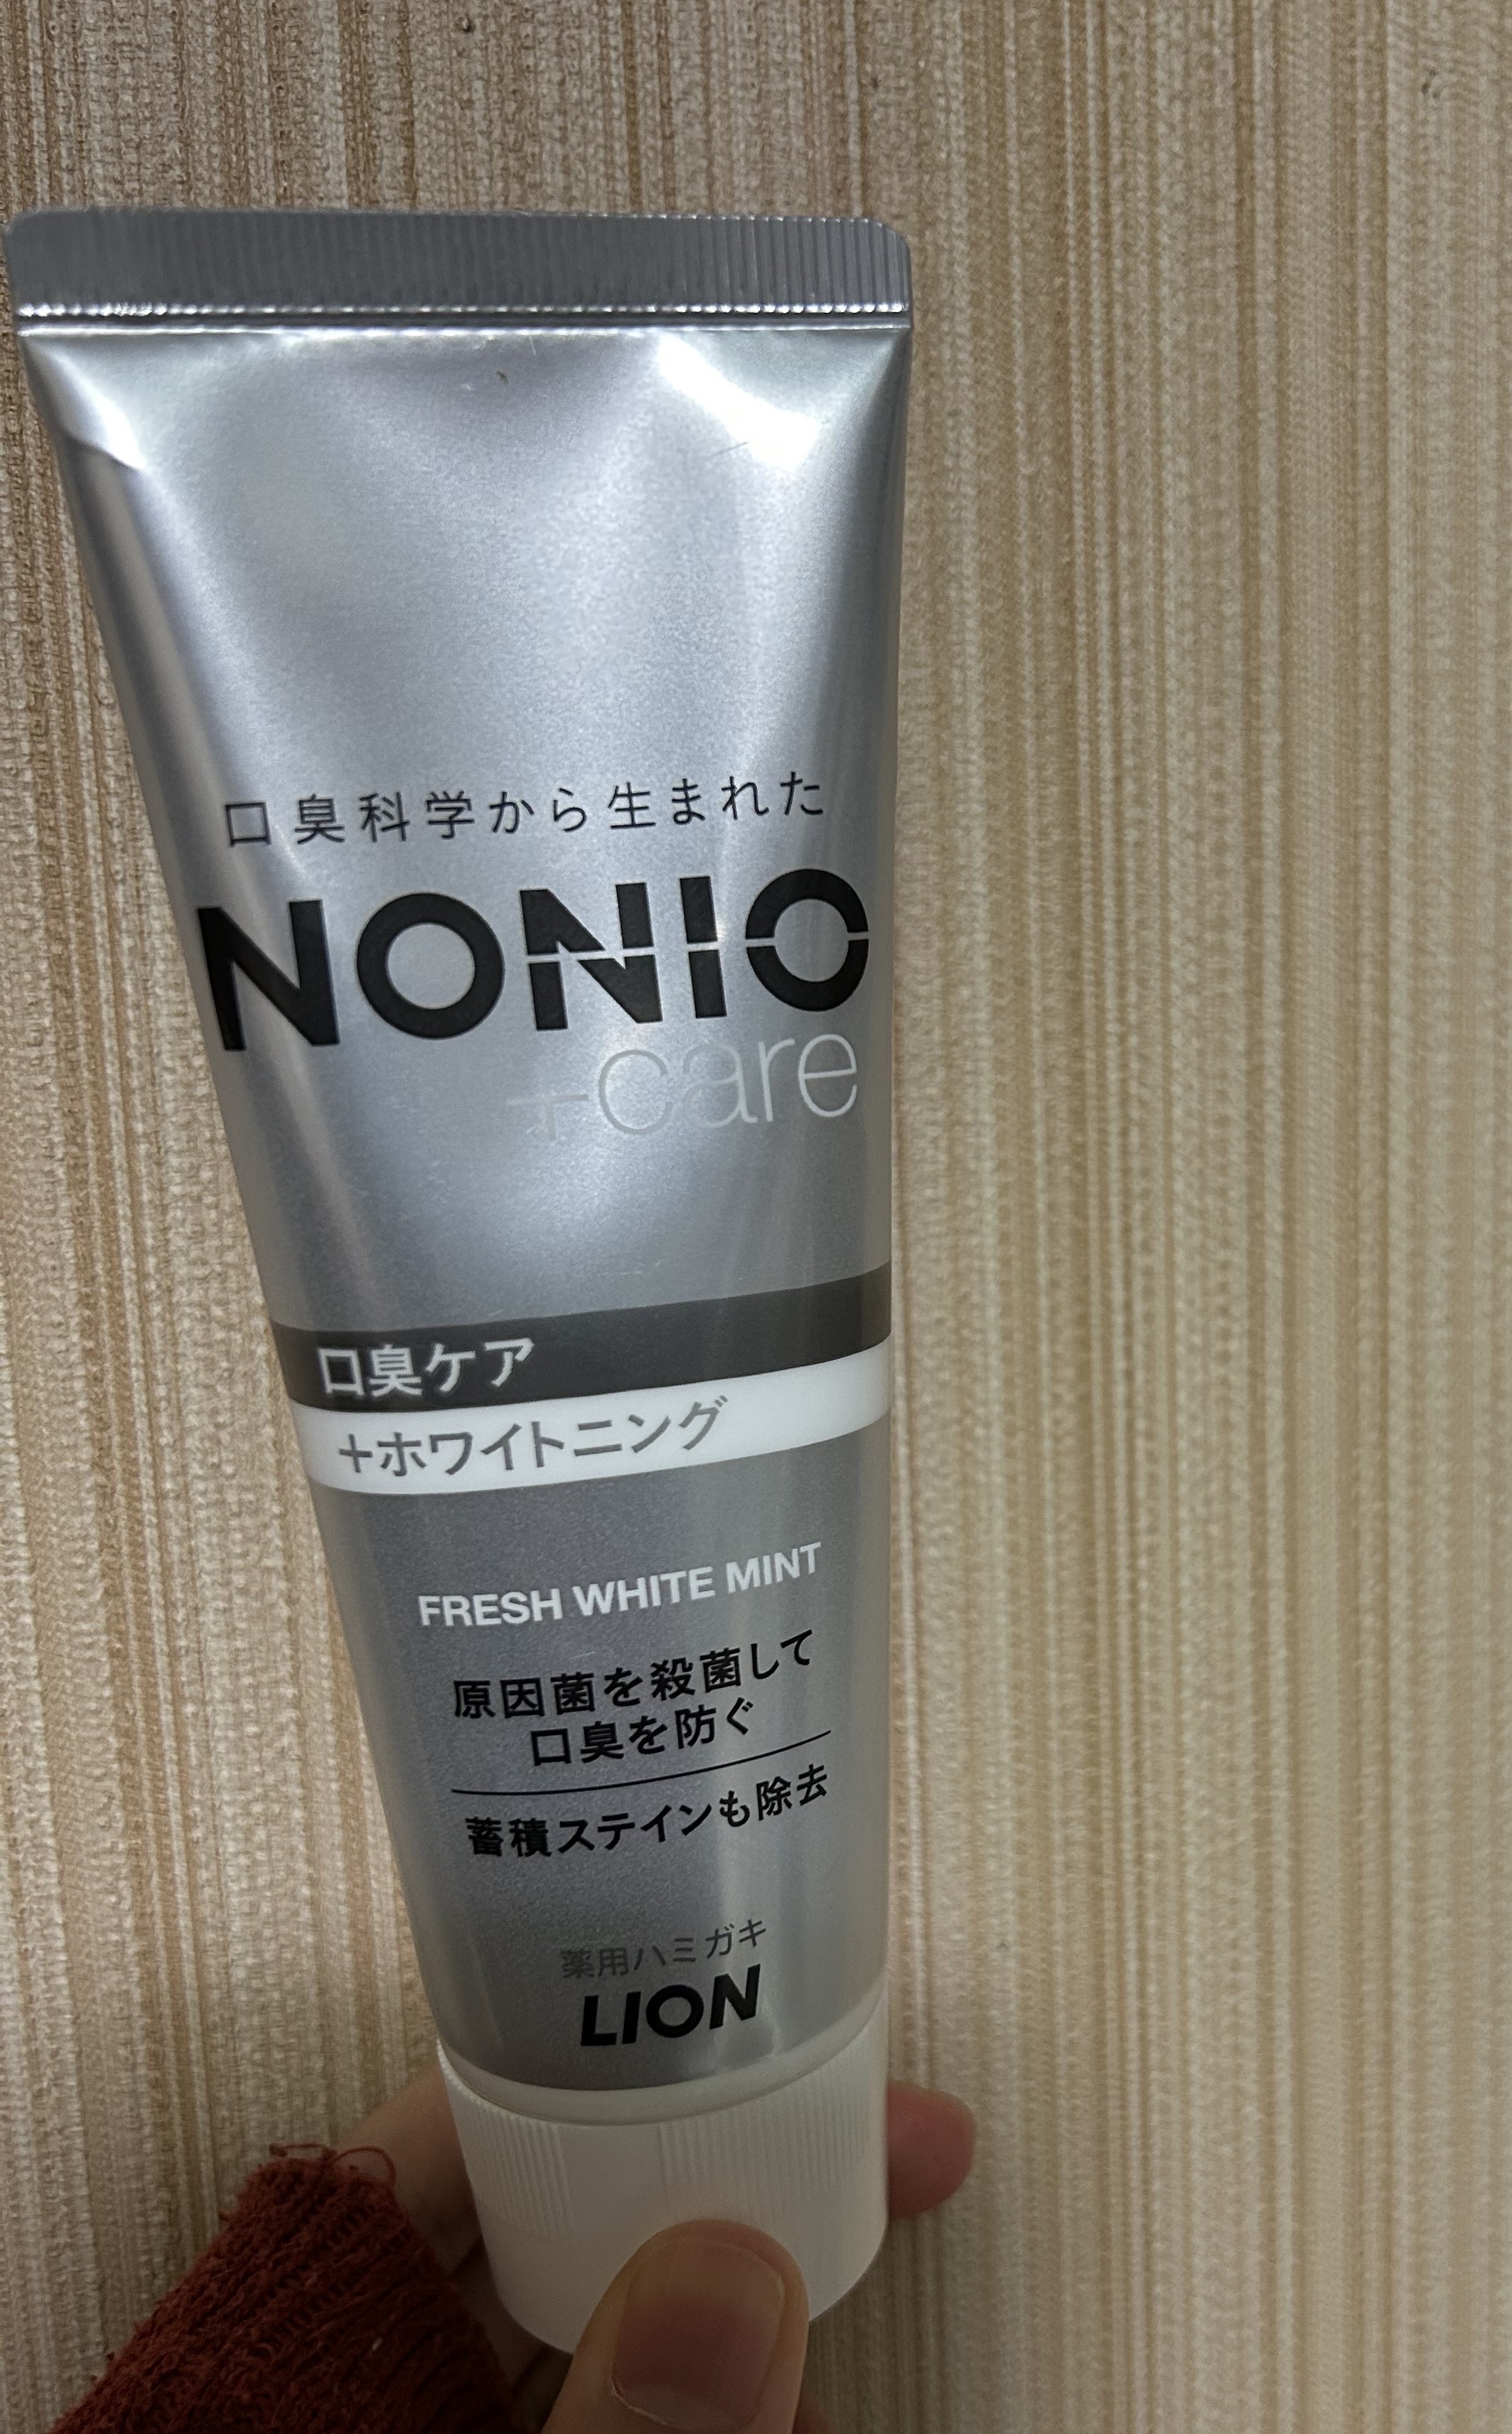 口臭科学から生まれた
NONIO
+care
口臭ケア
+ホワイトニング
FRESH WHITE MINT
原因菌を殺菌して
口臭を防ぐ
蓄積ステインも除去
薬用ハミガキ
LION